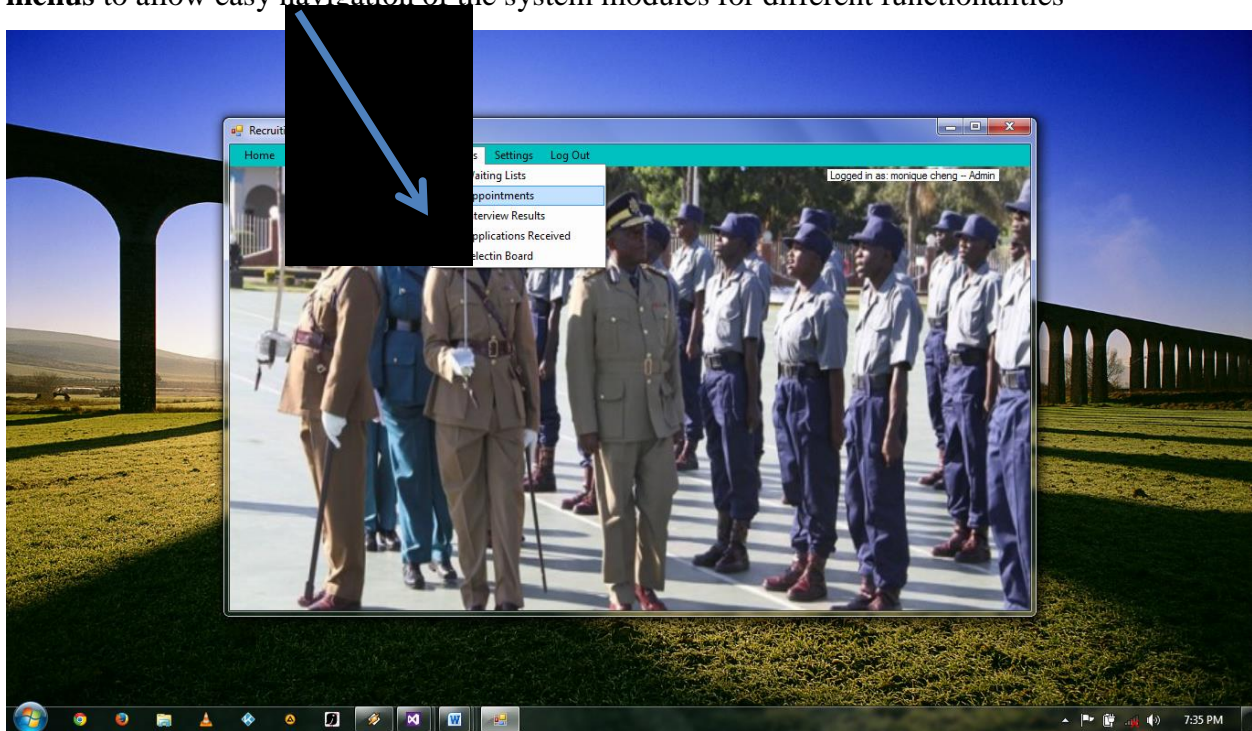 menus to allow easy navigation of the system modules for different functionalities
Recruiti
Home s Settings Log Out
Logged in as: monique cheng – Admin
aiting Lists
ppointments
terview Results
pplications Received
electin Board
7:35 PM